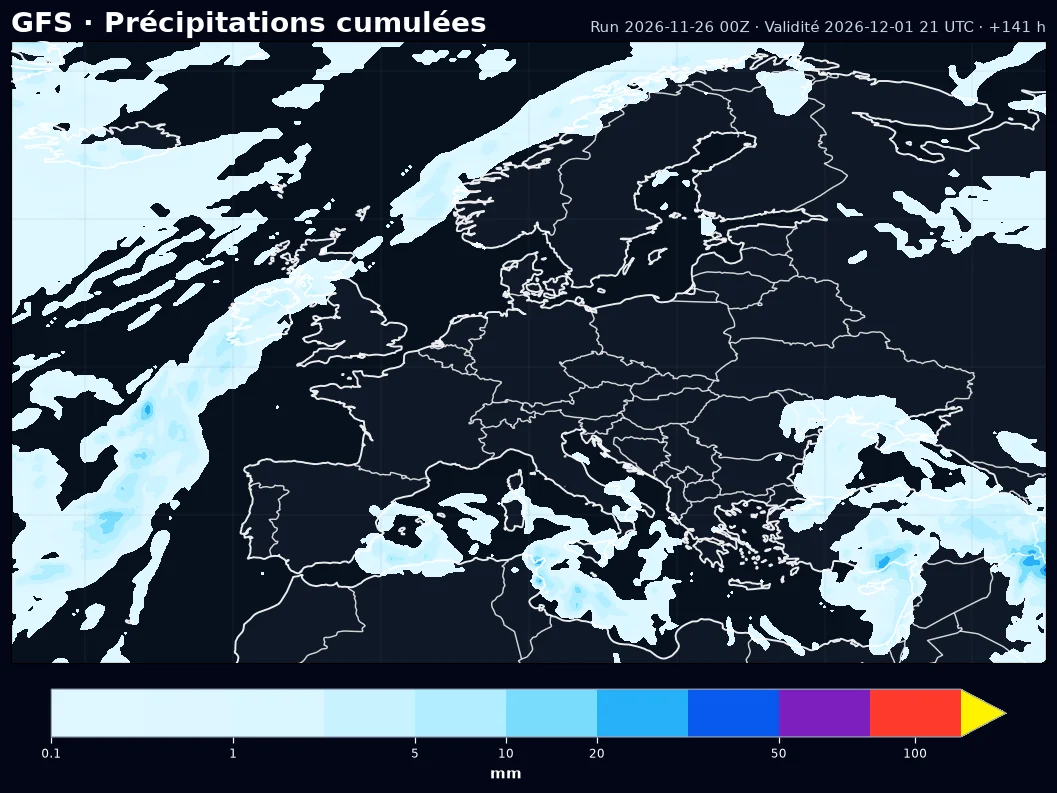 GFS · Précipitations cumulées
Run 2026-11-26 00Z · Validité 2026-12-01 21 UTC · +141 h
0.1 1 5 10 20 50 100
mm